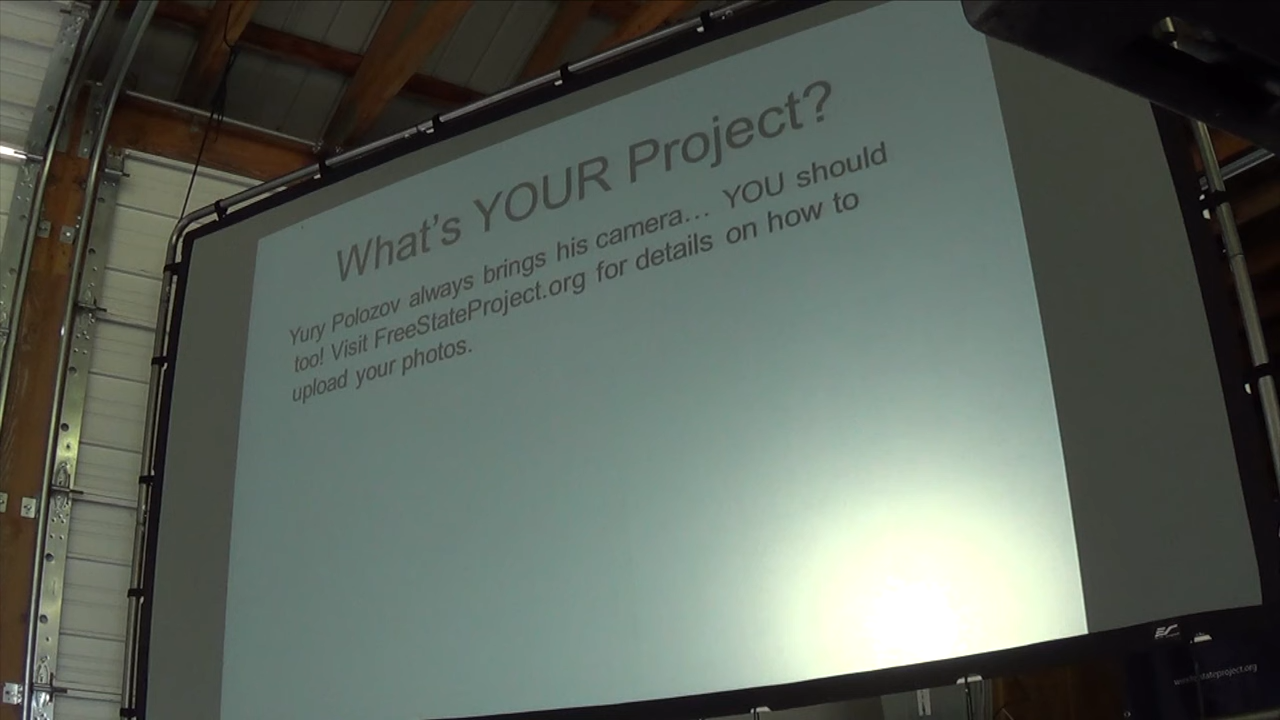 What's YOUR Project?
Yury Polozov always brings his camera... YOU should
too! Visit FreeStateProject.org for details on how to
upload your photos.
ES